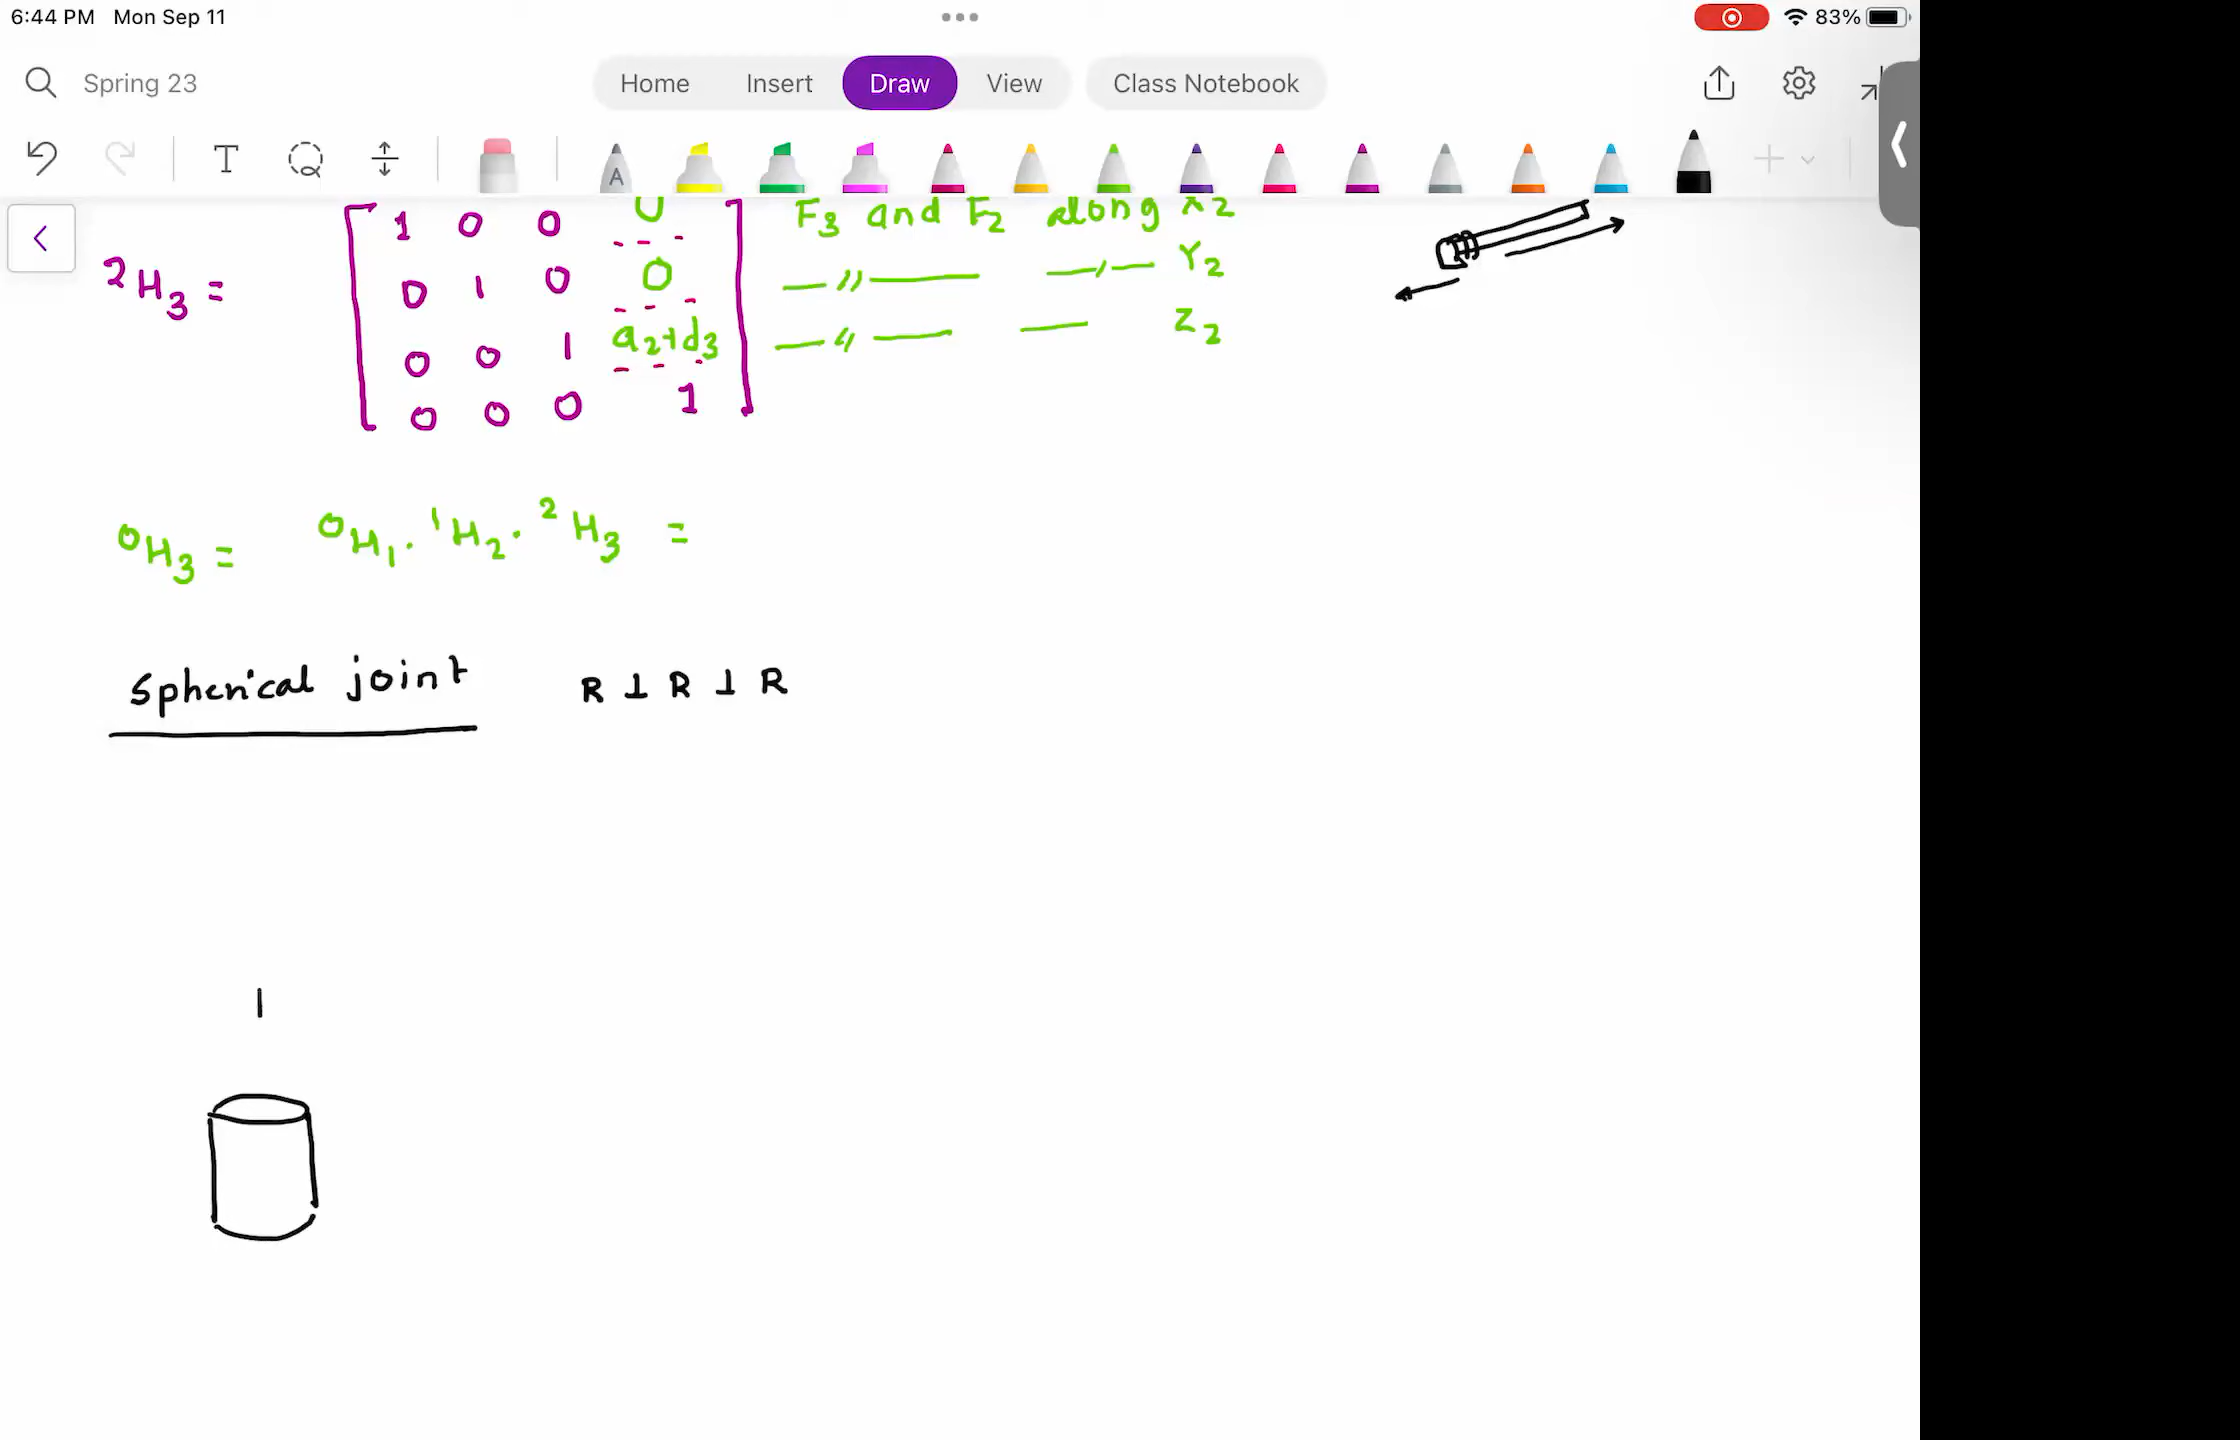 6:44 PM Mon Sep 11 83%
Spring 23 Home Insert Draw View Class Notebook
T A
²H₃ = [ 1 0 0 0 ] F₃ and F₂ along X₂
0 1 0 0 —〃— —〃— Y₂
0 0 1 a₂+d₃ —〃— — Z₂
0 0 0 1
⁰H₃ = ⁰H₁ · ¹H₂ · ²H₃ =
Spherical joint R ⊥ R ⊥ R